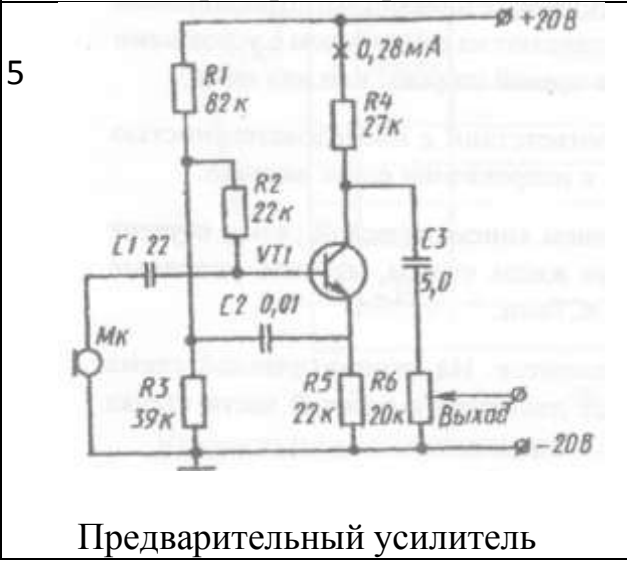 5
+20В
0,28мА
R1
82к
R4
27к
R2
22к
C1 22
VT1
C3
5,0
C2 0,01
Мк
R3
39к
R5
22к
R6
20к
Выход
-20В
Предварительный усилитель